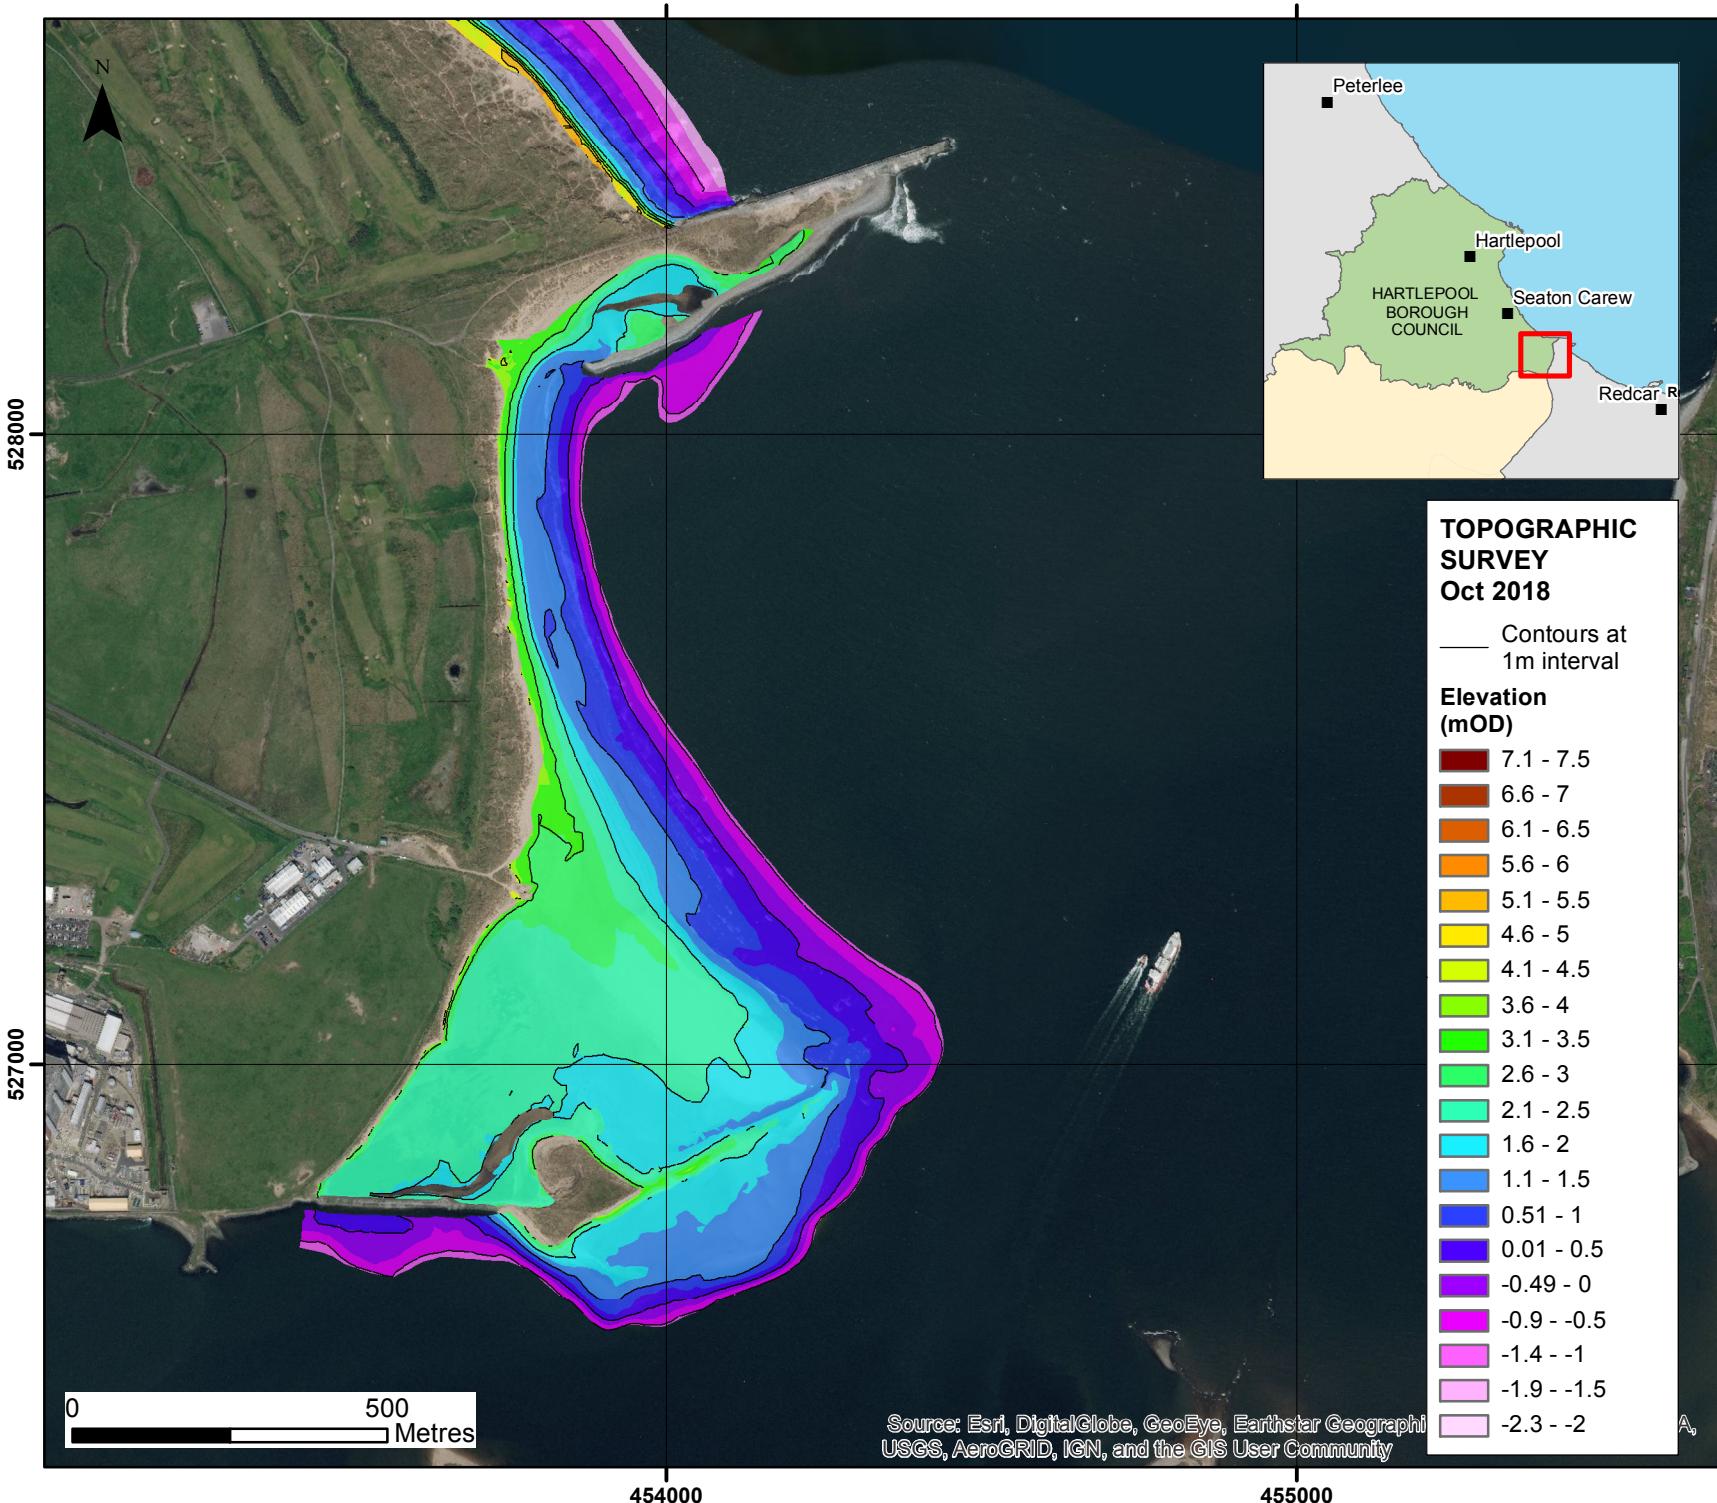 N
Peterlee
Hartlepool
Seaton Carew
HARTLEPOOL
BOROUGH
COUNCIL
Redcar R
528000
527000
TOPOGRAPHIC
SURVEY
Oct 2018
Contours at
1m interval
Elevation
(mOD)
7.1 - 7.5
6.6 - 7
6.1 - 6.5
5.6 - 6
5.1 - 5.5
4.6 - 5
4.1 - 4.5
3.6 - 4
3.1 - 3.5
2.6 - 3
2.1 - 2.5
1.6 - 2
1.1 - 1.5
0.51 - 1
0.01 - 0.5
-0.49 - 0
-0.9 - -0.5
-1.4 - -1
-1.9 - -1.5
-2.3 - -2
0 500
Metres
Source: Esri, DigitalGlobe, GeoEye, Earthstar Geographi A,
USGS, AeroGRID, IGN, and the GIS User Community
454000 455000